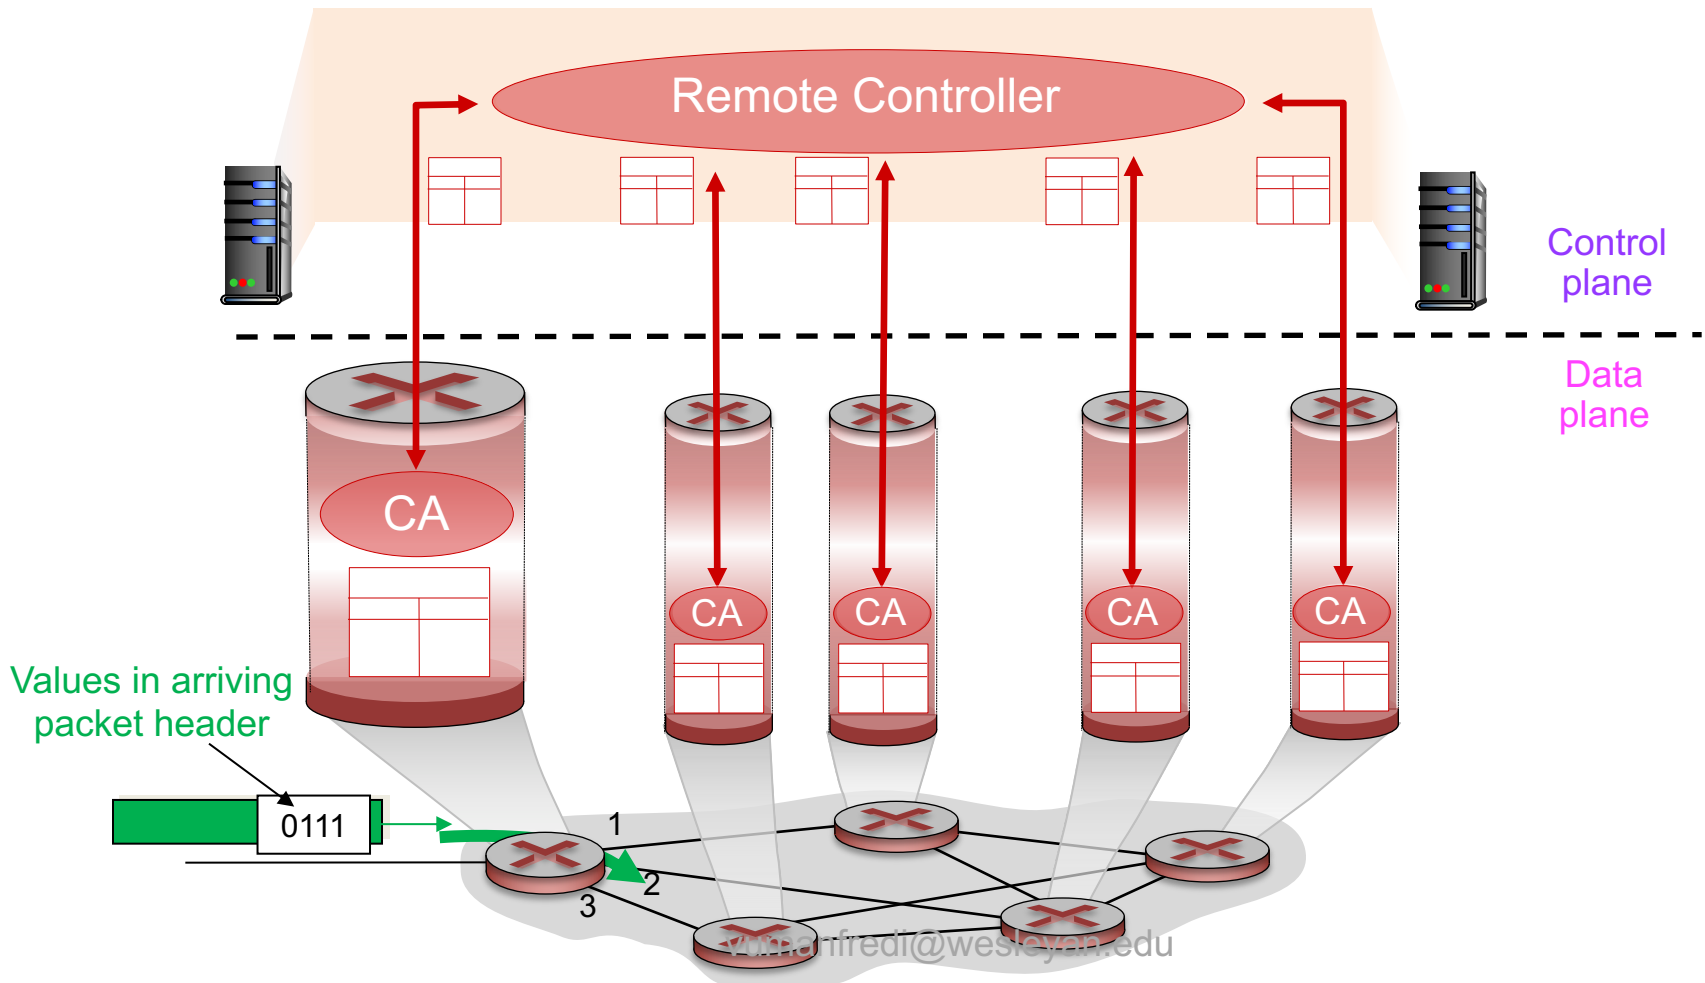 Remote Controller
Control
plane
Data
plane
CA
CA
CA
CA
CA
Values in arriving
packet header
0111
1
2
3
vumanfredi@wesleyan.edu